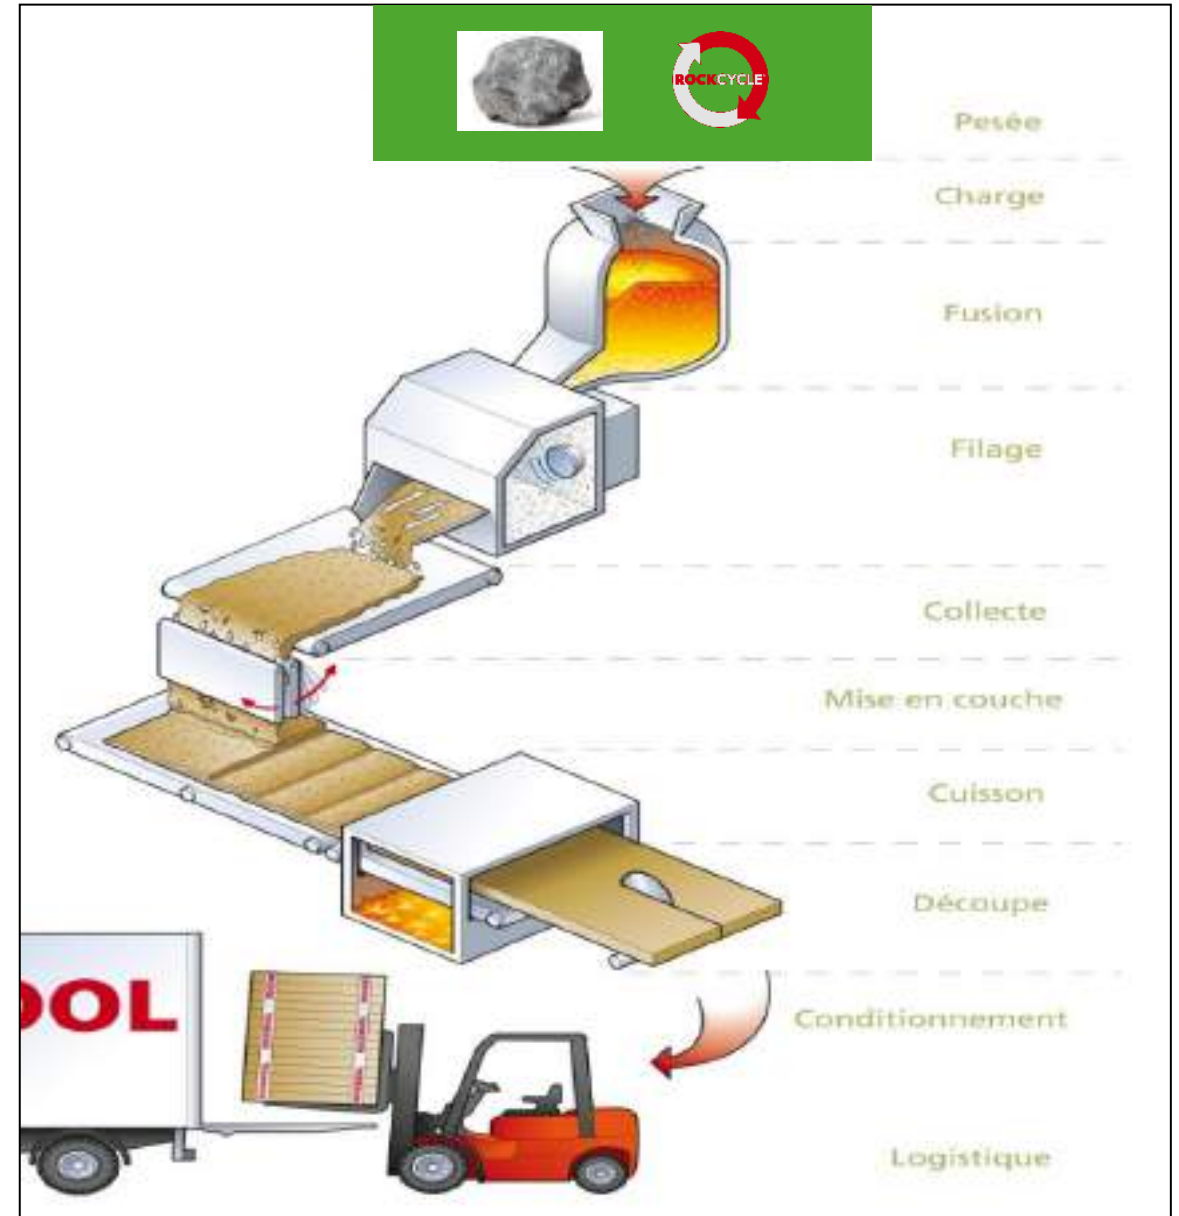 ROCKCYCLE
Pesée
Charge
Fusion
Filage
Collecte
Mise en couche
Cuisson
Découpe
OOL
Conditionnement
Logistique